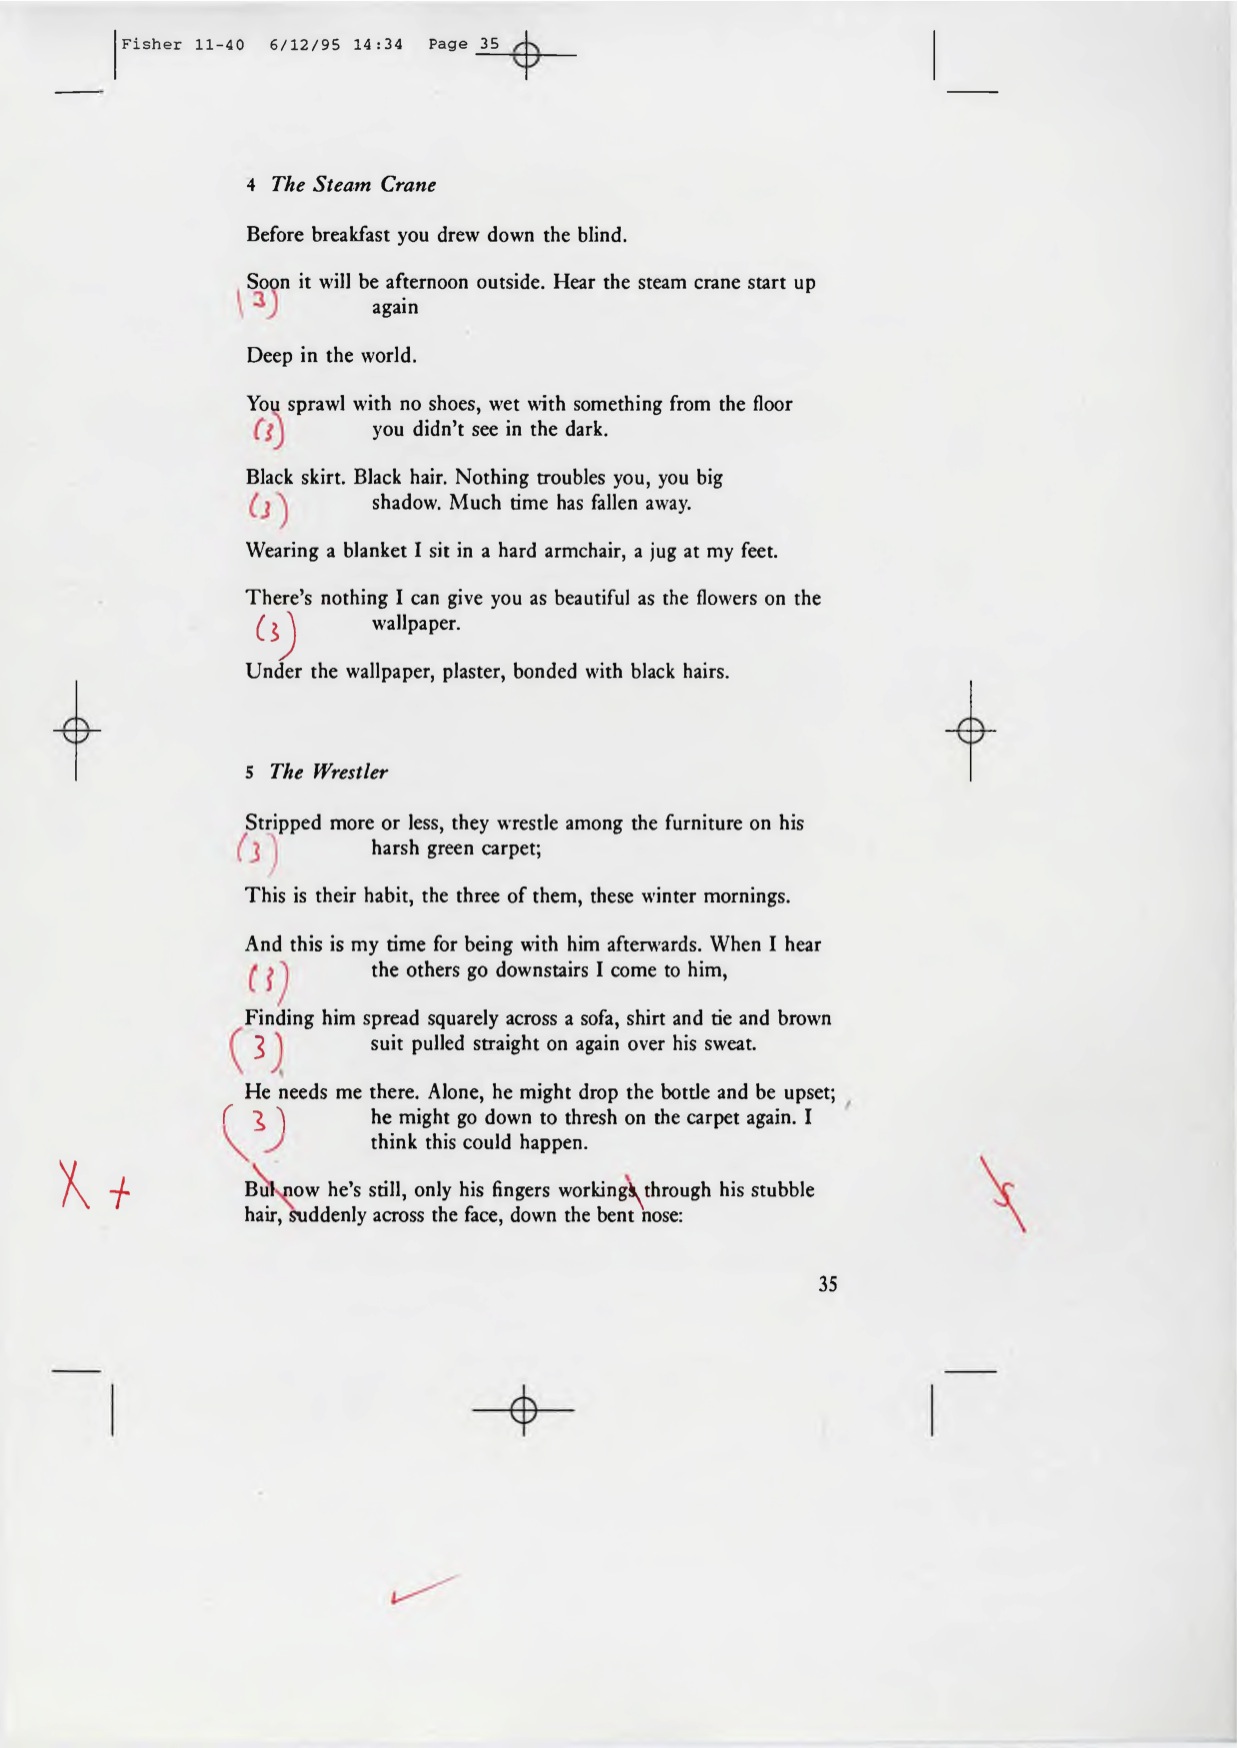 Fisher 11-40 6/12/95 14:34 Page 35
4 The Steam Crane
Before breakfast you drew down the blind.
Soon it will be afternoon outside. Hear the steam crane start up
(3) again
Deep in the world.
You sprawl with no shoes, wet with something from the floor
(3) you didn't see in the dark.
Black skirt. Black hair. Nothing troubles you, you big
(3) shadow. Much time has fallen away.
Wearing a blanket I sit in a hard armchair, a jug at my feet.
There's nothing I can give you as beautiful as the flowers on the
(3) wallpaper.
Under the wallpaper, plaster, bonded with black hairs.
5 The Wrestler
Stripped more or less, they wrestle among the furniture on his
(3) harsh green carpet;
This is their habit, the three of them, these winter mornings.
And this is my time for being with him afterwards. When I hear
(3) the others go downstairs I come to him,
Finding him spread squarely across a sofa, shirt and tie and brown
(3) suit pulled straight on again over his sweat.
He needs me there. Alone, he might drop the bottle and be upset;
(3) he might go down to thresh on the carpet again. I
think this could happen.
X + But now he's still, only his fingers workings through his stubble s
hair, suddenly across the face, down the bent nose:
35